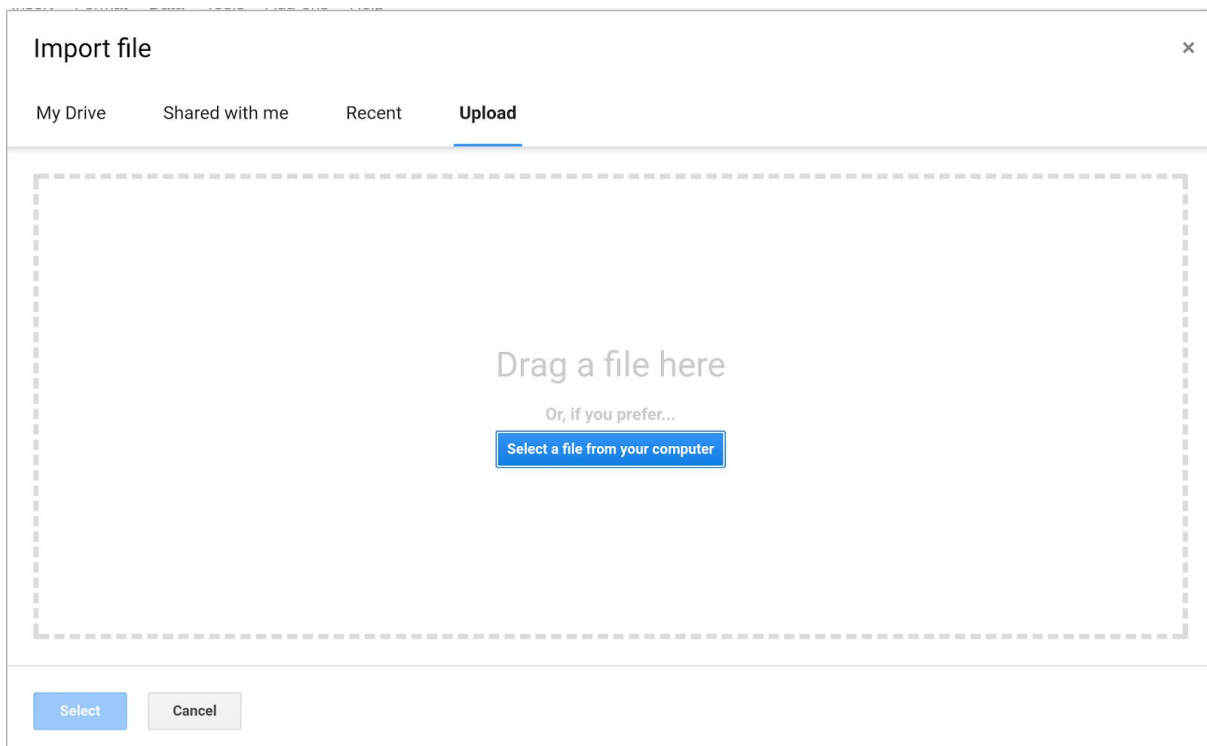 Import file
×
My Drive Shared with me Recent Upload
Drag a file here
Or, if you prefer...
Select a file from your computer
Select Cancel